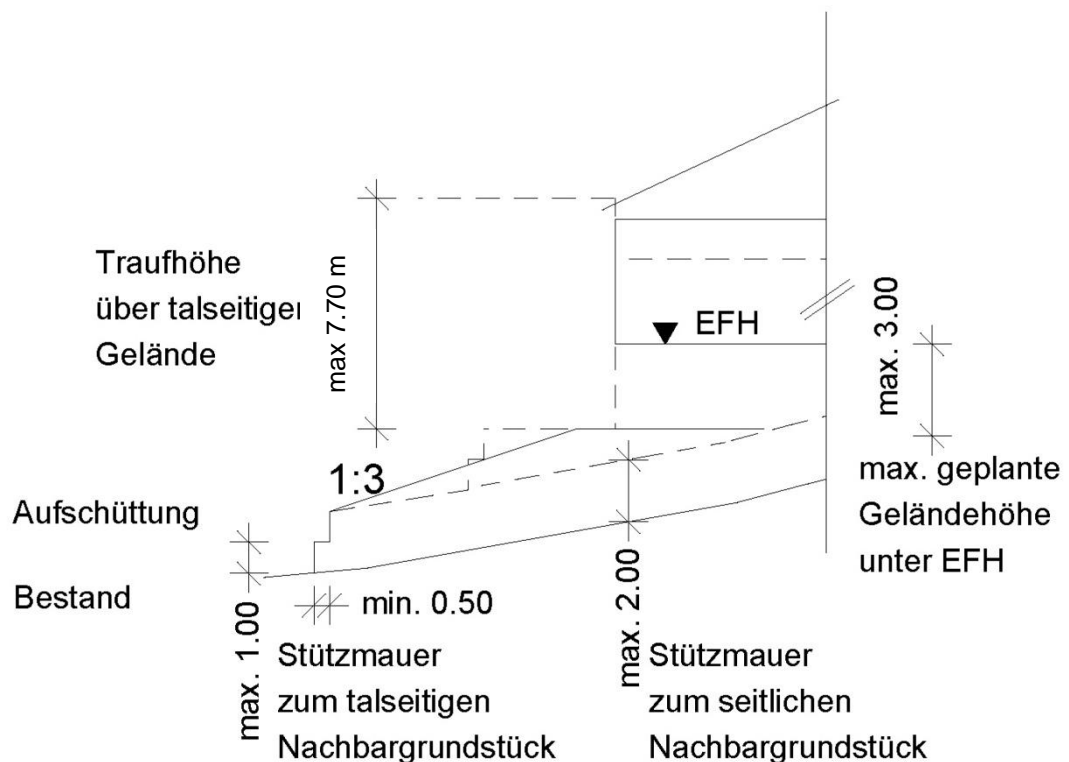 Traufhöhe
über talseitiger
Gelände
max 7.70 m
EFH
max. 3.00
1:3
max. geplante
Geländehöhe
unter EFH
Aufschüttung
Bestand
max. 1.00
min. 0.50
max. 2.00
Stützmauer
zum talseitigen
Nachbargrundstück
Stützmauer
zum seitlichen
Nachbargrundstück